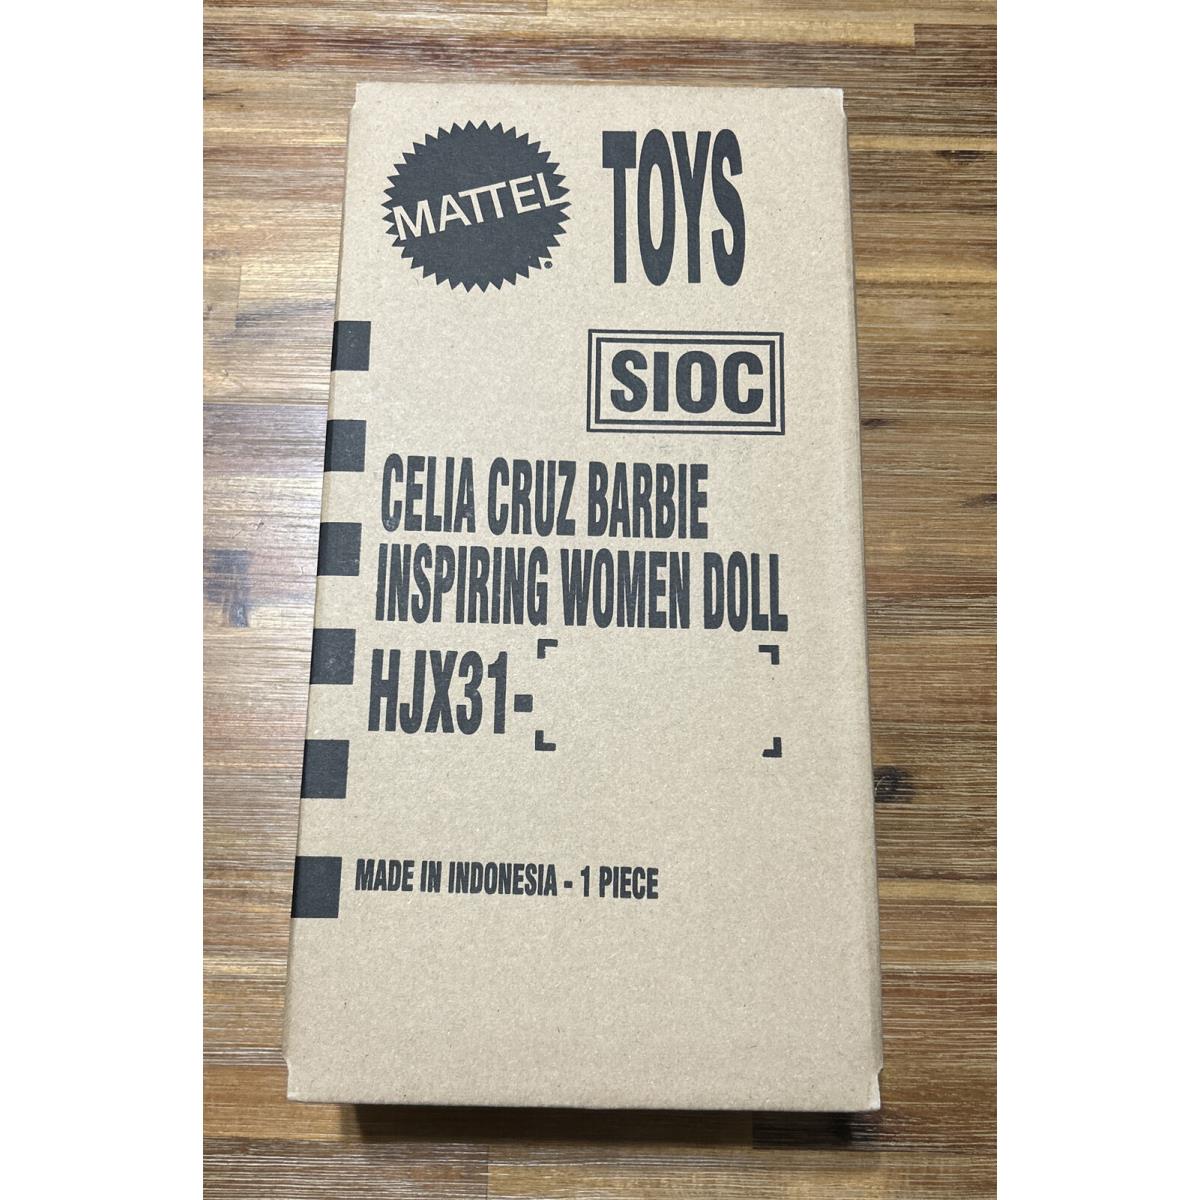 MATTEL
TOYS
SIOC
CELIA CRUZ BARBIE
INSPIRING WOMEN DOLL
HJX31-
MADE IN INDONESIA - 1 PIECE